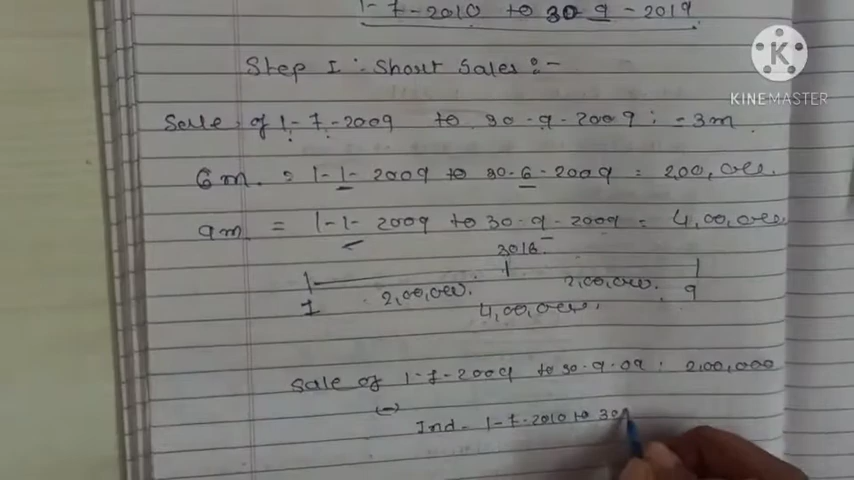 1-7-2010 to 30-9-2019
Step I : Short Sales :-
Sale of 1-7-2009 to 30-9-2009 : - 3m.
6m. = 1-1-2009 to 30-6-2009 = 200,000.
9m = 1-1-2009 to 30-9-2009 = 4,00,000.
30/6.
2,00,000. 2,00,000.
1 9
4,00,000.
Sale of 1-7-2009 to 30-9-09 : 2,00,000
(-)
Ind- 1-7-2010 to 30
K
KINEMASTER